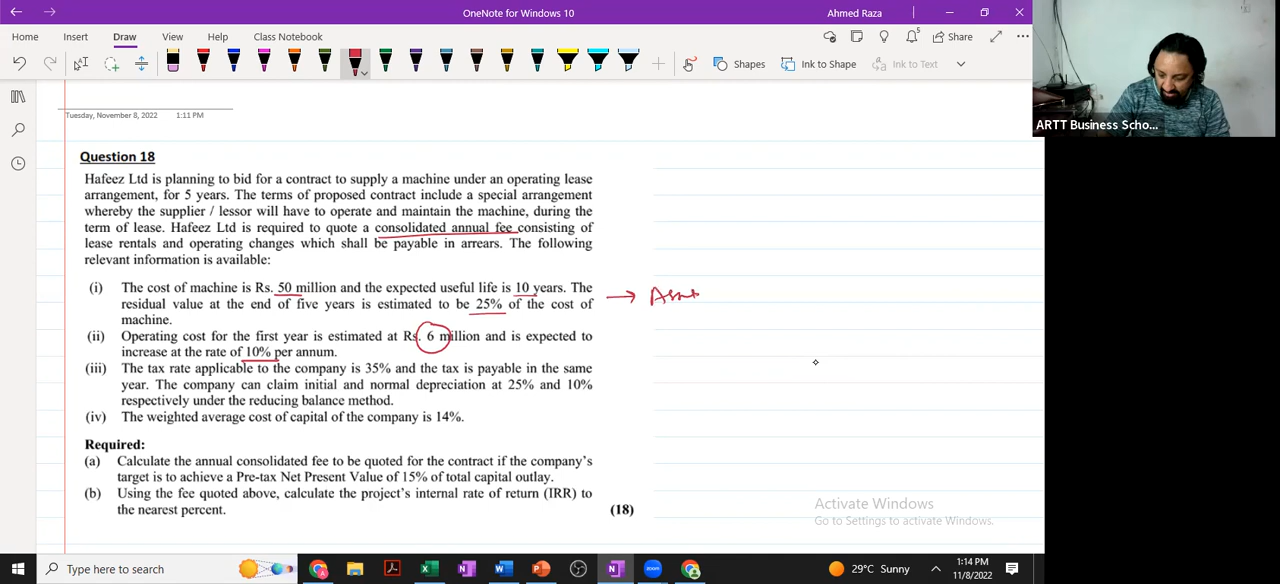 OneNote for Windows 10
Ahmed Raza
Home Insert Draw View Help Class Notebook
Share
Shapes
Ink to Shape
Ink to Text
ARTT Business Scho...
Tuesday, November 8, 2022 1:11 PM
Question 18
Hafeez Ltd is planning to bid for a contract to supply a machine under an operating lease
arrangement, for 5 years. The terms of proposed contract include a special arrangement
whereby the supplier / lessor will have to operate and maintain the machine, during the
term of lease. Hafeez Ltd is required to quote a consolidated annual fee consisting of
lease rentals and operating changes which shall be payable in arrears. The following
relevant information is available:
(i) The cost of machine is Rs. 50 million and the expected useful life is 10 years. The
residual value at the end of five years is estimated to be 25% of the cost of
machine.
(ii) Operating cost for the first year is estimated at Rs. 6 million and is expected to
increase at the rate of 10% per annum.
(iii) The tax rate applicable to the company is 35% and the tax is payable in the same
year. The company can claim initial and normal depreciation at 25% and 10%
respectively under the reducing balance method.
(iv) The weighted average cost of capital of the company is 14%.
Required:
(a) Calculate the annual consolidated fee to be quoted for the contract if the company's
target is to achieve a Pre-tax Net Present Value of 15% of total capital outlay.
(b) Using the fee quoted above, calculate the project's internal rate of return (IRR) to
the nearest percent.
(18)
Activate Windows
Go to Settings to activate Windows.
Type here to search
29°C Sunny
1:14 PM
11/8/2022